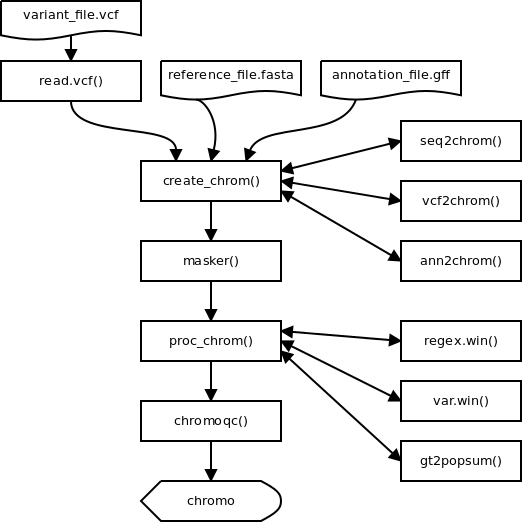 variant_file.vcf
read.vcf()
reference_file.fasta
annotation_file.gff
create_chrom()
seq2chrom()
vcf2chrom()
ann2chrom()
masker()
proc_chrom()
regex.win()
var.win()
gt2popsum()
chromoqc()
chromo